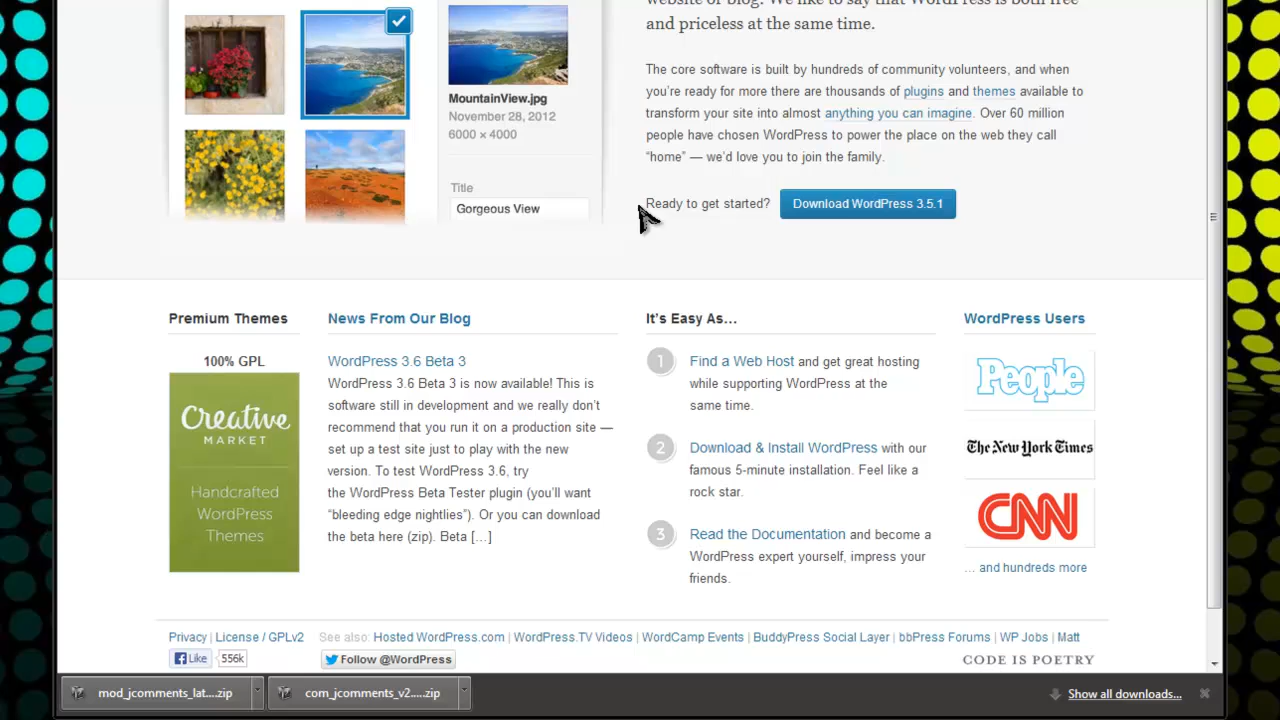 website or blog. We like to say that WordPress is both free
and priceless at the same time.
The core software is built by hundreds of community volunteers, and when
you're ready for more there are thousands of plugins and themes available to
transform your site into almost anything you can imagine. Over 60 million
people have chosen WordPress to power the place on the web they call
“home” — we'd love you to join the family.
Ready to get started?
Download WordPress 3.5.1
MountainView.jpg
November 28, 2012
6000 × 4000
Title
Gorgeous View
Premium Themes
100% GPL
Creative
MARKET
Handcrafted
WordPress
Themes
News From Our Blog
WordPress 3.6 Beta 3
WordPress 3.6 Beta 3 is now available! This is
software still in development and we really don't
recommend that you run it on a production site —
set up a test site just to play with the new
version. To test WordPress 3.6, try
the WordPress Beta Tester plugin (you'll want
“bleeding edge nightlies”). Or you can download
the beta here (zip). Beta […]
It's Easy As…
1
Find a Web Host and get great hosting
while supporting WordPress at the
same time.
2
Download & Install WordPress with our
famous 5-minute installation. Feel like a
rock star.
3
Read the Documentation and become a
WordPress expert yourself, impress your
friends.
WordPress Users
People
The New York Times
CNN
… and hundreds more
Privacy | License / GPLv2
See also: Hosted WordPress.com | WordPress.TV Videos | WordCamp Events | BuddyPress Social Layer | bbPress Forums | WP Jobs | Matt
Like
556k
Follow @WordPress
CODE IS POETRY
mod_jcomments_lat....zip
com_jcomments_v2....zip
Show all downloads...